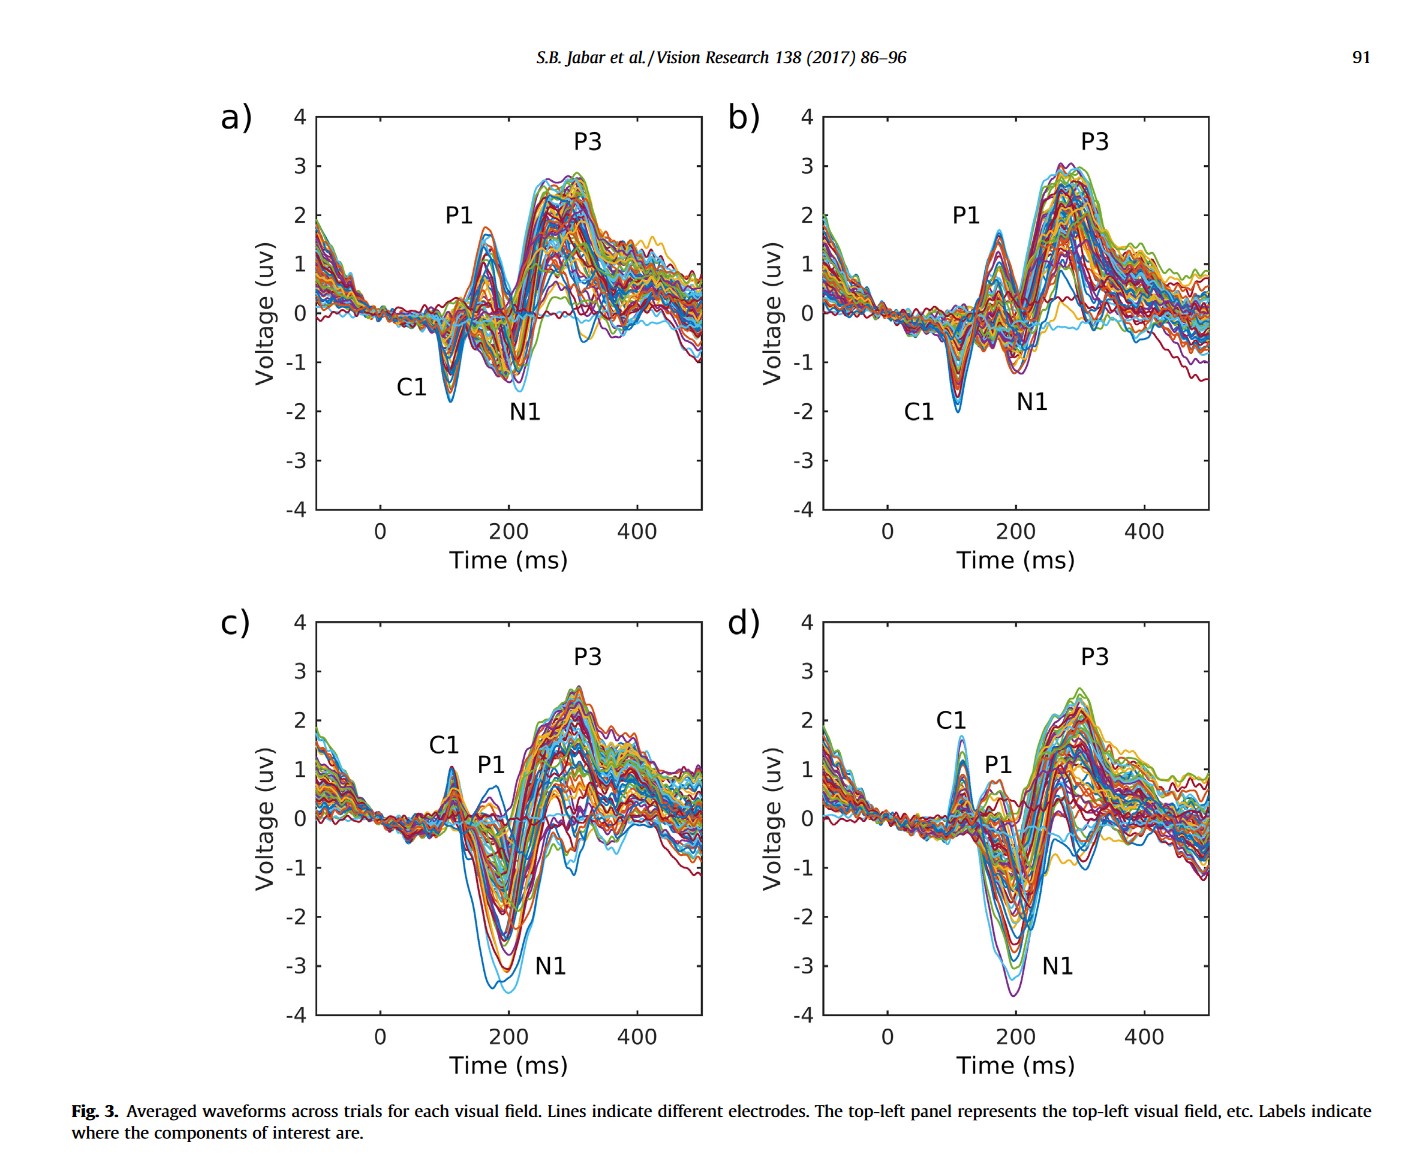 S.B. Jabar et al. / Vision Research 138 (2017) 86–96
91
a)
4
3
2
1
0
-1
-2
-3
-4
Voltage (uv)
P3
P1
C1
N1
0 200 400
Time (ms)
b)
4
3
2
1
0
-1
-2
-3
-4
Voltage (uv)
P3
P1
C1
N1
0 200 400
Time (ms)
c)
4
3
2
1
0
-1
-2
-3
-4
Voltage (uv)
P3
C1
P1
N1
0 200 400
Time (ms)
d)
4
3
2
1
0
-1
-2
-3
-4
Voltage (uv)
P3
C1
P1
N1
0 200 400
Time (ms)
Fig. 3. Averaged waveforms across trials for each visual field. Lines indicate different electrodes. The top-left panel represents the top-left visual field, etc. Labels indicate
where the components of interest are.